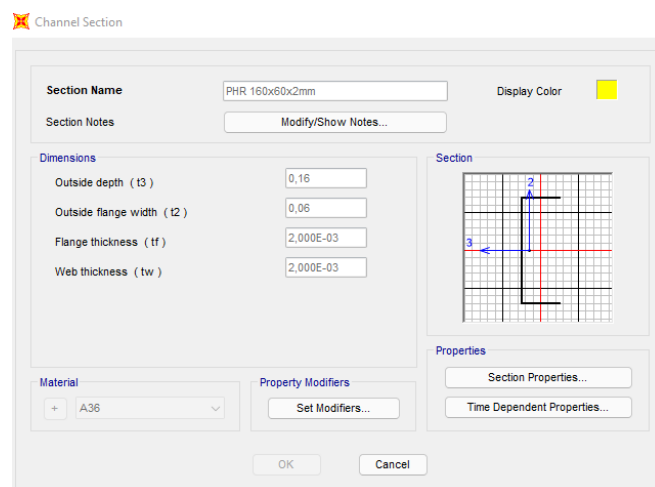 Channel Section
Section Name
PHR 160x60x2mm
Display Color
Section Notes
Modify/Show Notes...
Dimensions
Outside depth ( t3 )
0,16
Outside flange width ( t2 )
0,06
Flange thickness ( tf )
2,000E-03
Web thickness ( tw )
2,000E-03
Section
2
3
Properties
Section Properties...
Time Dependent Properties...
Material
+
A36
Property Modifiers
Set Modifiers...
OK
Cancel